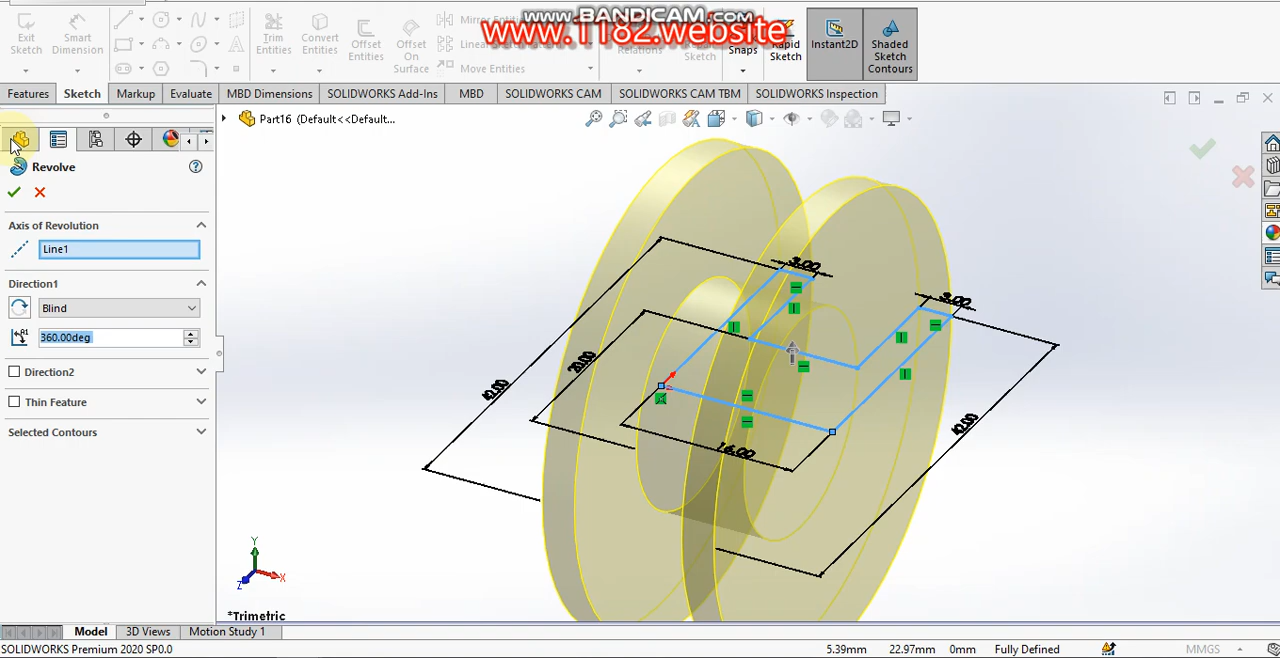 www.BANDICAM.com
www.1182.website
Exit Sketch
Smart Dimension
Trim Entities
Convert Entities
Offset Entities
Offset On Surface
Mirror Entities
Linear Sketch Pattern
Move Entities
Relations
Snaps
Rapid Sketch
Instant2D
Shaded Sketch Contours
Features
Sketch
Markup
Evaluate
MBD Dimensions
SOLIDWORKS Add-Ins
MBD
SOLIDWORKS CAM
SOLIDWORKS CAM TBM
SOLIDWORKS Inspection
Part16 (Default<<Default...
Revolve
Axis of Revolution
Line1
Direction1
Blind
360.00deg
Direction2
Thin Feature
Selected Contours
3.00
3.00
20.00
16.00
Y
X
Z
*Trimetric
Model
3D Views
Motion Study 1
SOLIDWORKS Premium 2020 SP0.0
5.39mm
22.97mm
0mm
Fully Defined
MMGS